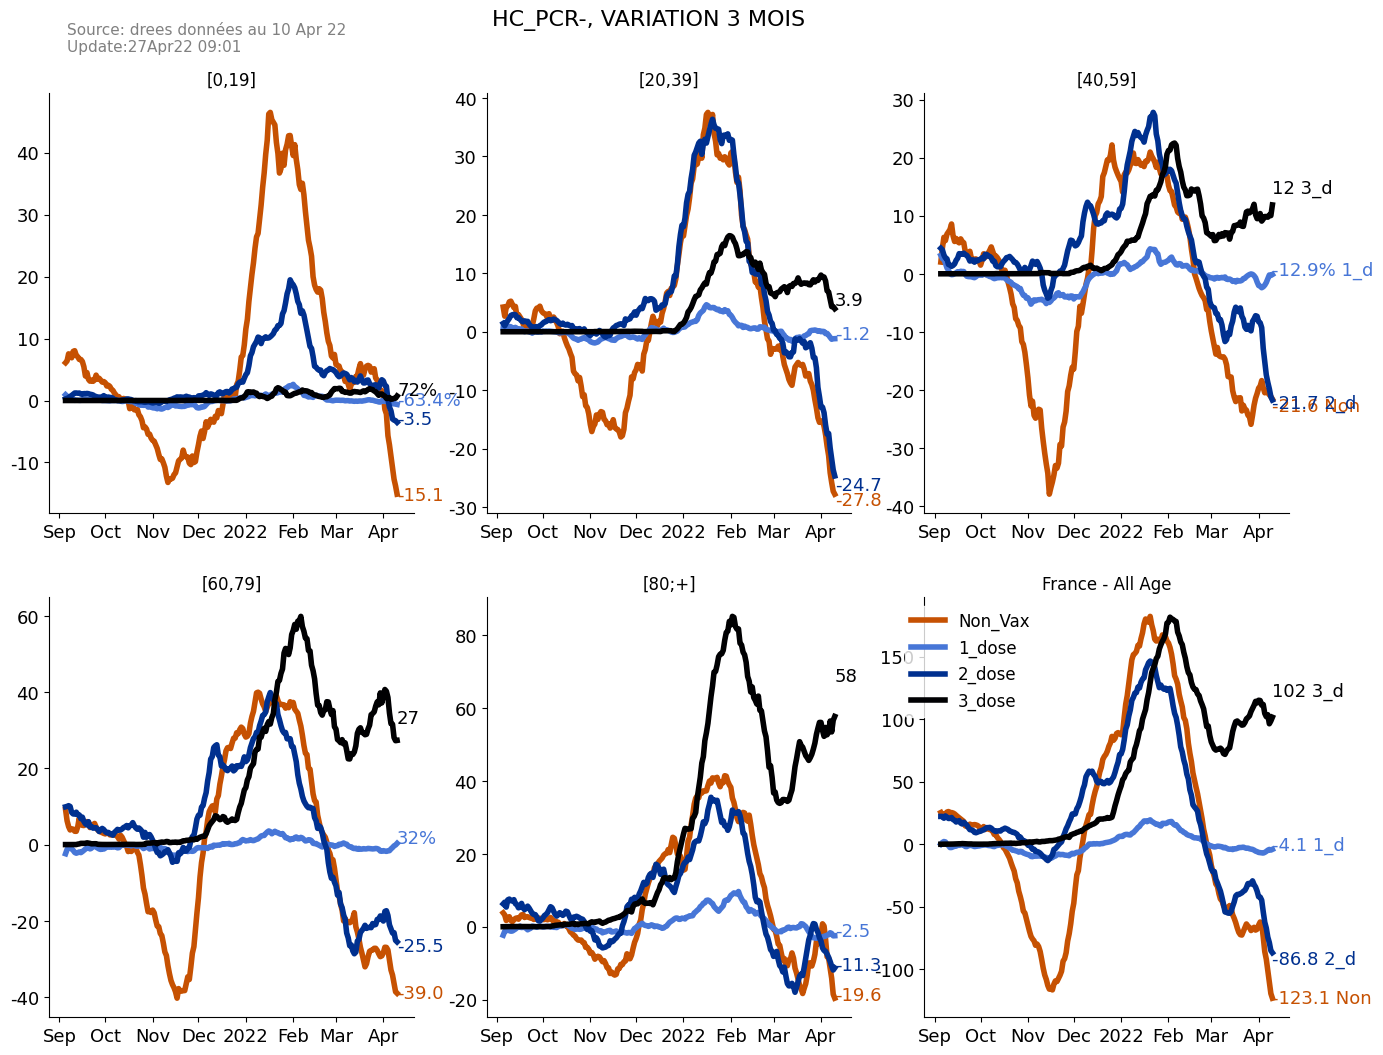 HC_PCR-, VARIATION 3 MOIS
Source: drees données au 10 Apr 22
Update:27Apr22 09:01
[0,19]
40
30
20
10
0
-10
72%
-63.4%
-3.5
-15.1
Sep Oct Nov Dec 2022 Feb Mar Apr
[20,39]
40
30
20
10
0
-10
-20
-30
3.9
-1.2
-24.7
-27.8
Sep Oct Nov Dec 2022 Feb Mar Apr
[40,59]
30
20
10
0
-10
-20
-30
-40
12 3_d
-12.9% 1_d
-21.7 2_d
-21.6 Non
Sep Oct Nov Dec 2022 Feb Mar Apr
[60,79]
60
40
20
0
-20
-40
27
32%
-25.5
-39.0
Sep Oct Nov Dec 2022 Feb Mar Apr
[80;+]
80
60
40
20
0
-20
58
-2.5
-11.3
-19.6
Sep Oct Nov Dec 2022 Feb Mar Apr
France - All Age
Non_Vax
1_dose
2_dose
3_dose
150
100
50
0
-50
-100
102 3_d
-4.1 1_d
-86.8 2_d
-123.1 Non
Sep Oct Nov Dec 2022 Feb Mar Apr